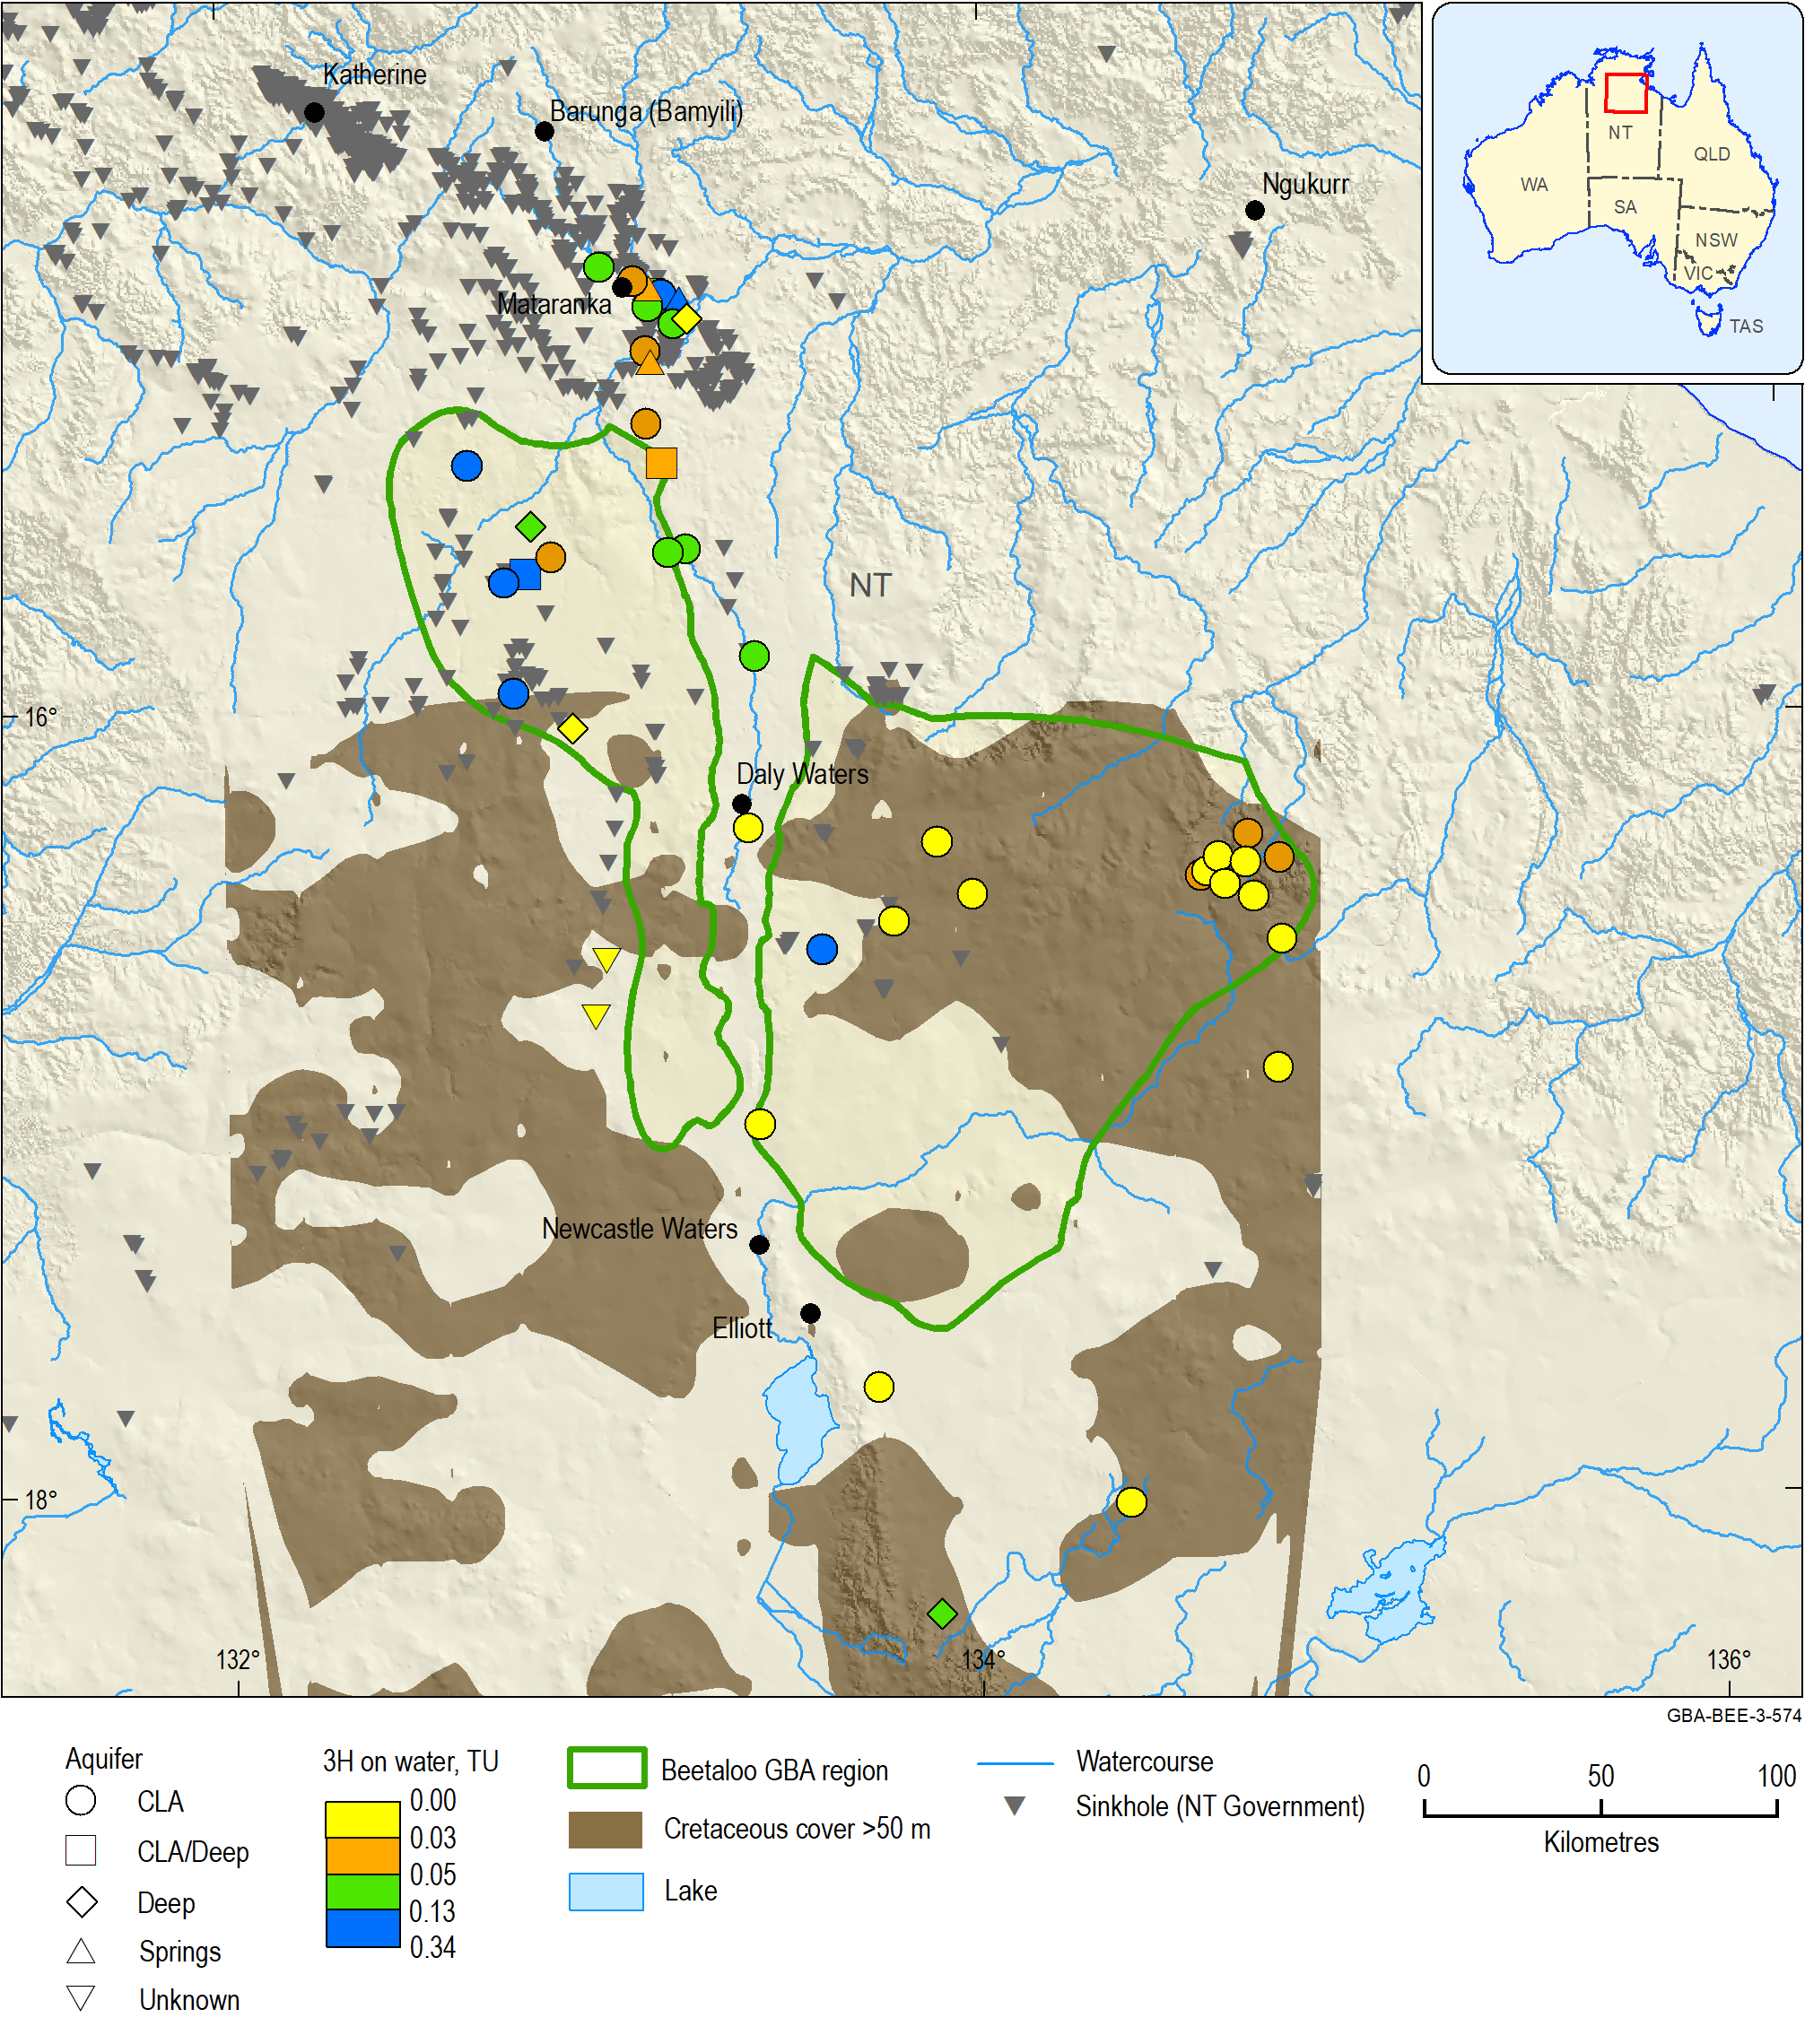 Katherine
Barunga (Bamyili)
Ngukurr
Mataranka
NT
16°
Daly Waters
Newcastle Waters
Elliott
18°
132°
134°
136°
NT
QLD
WA
SA
NSW
VIC
TAS
GBA-BEE-3-574
Aquifer
CLA
CLA/Deep
Deep
Springs
Unknown
3H on water, TU
0.00
0.03
0.05
0.13
0.34
Beetaloo GBA region
Cretaceous cover >50 m
Lake
Watercourse
Sinkhole (NT Government)
0 50 100
Kilometres